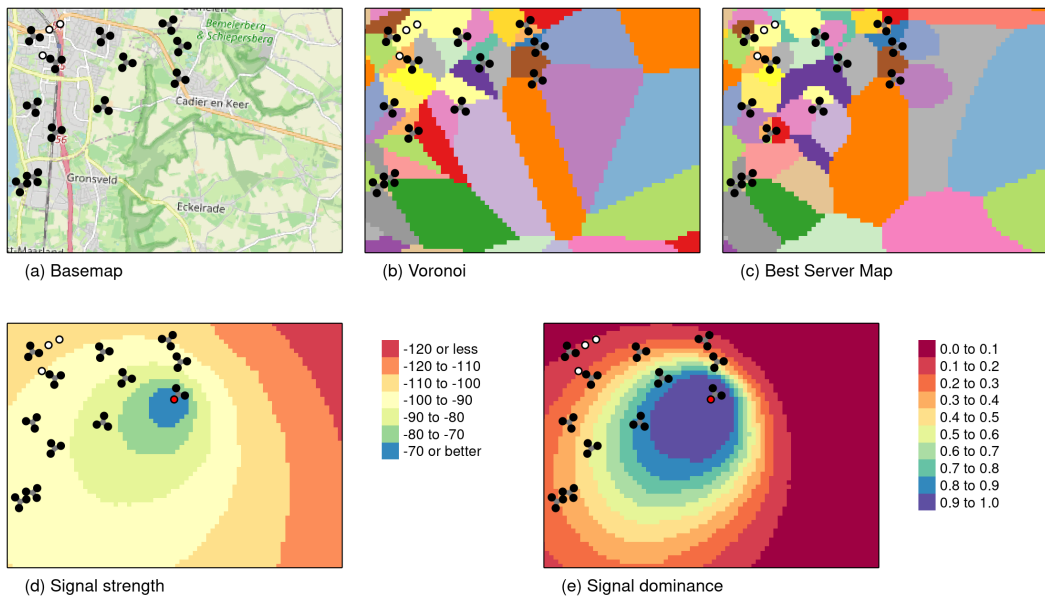 Bemelerberg
& Schiepersberg
Cadier en Keer
56
Gronsveld
Eckelrade
st-Maarland
(a) Basemap
(b) Voronoi
(c) Best Server Map
-120 or less
-120 to -110
-110 to -100
-100 to -90
-90 to -80
-80 to -70
-70 or better
0.0 to 0.1
0.1 to 0.2
0.2 to 0.3
0.3 to 0.4
0.4 to 0.5
0.5 to 0.6
0.6 to 0.7
0.7 to 0.8
0.8 to 0.9
0.9 to 1.0
(d) Signal strength
(e) Signal dominance